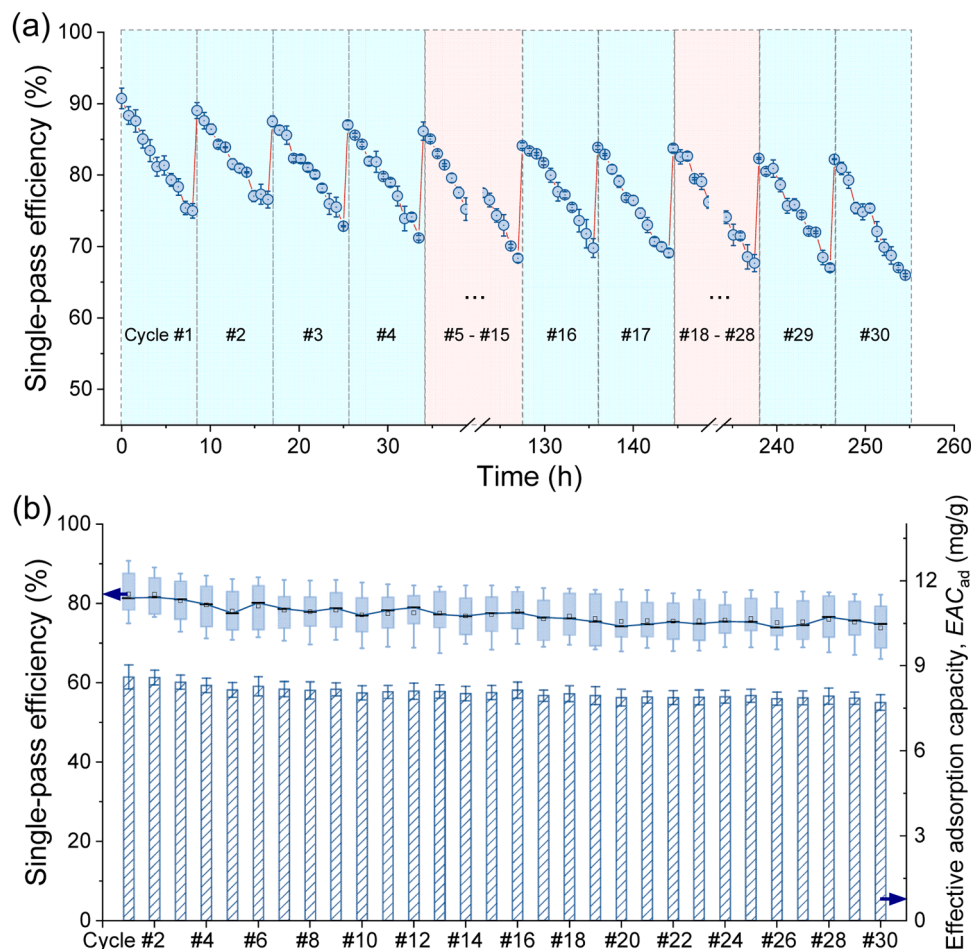 (a)
Single-pass efficiency (%)
100
90
80
70
60
50
... ...
Cycle #1 #2 #3 #4 #5 - #15 #16 #17 #18 - #28 #29 #30
0 10 20 30 130 140 240 250 260
Time (h)
(b)
Single-pass efficiency (%)
100
80
60
40
20
0
12
9
6
3
0
Effective adsorption capacity, EACad (mg/g)
Cycle #2 #4 #6 #8 #10 #12 #14 #16 #18 #20 #22 #24 #26 #28 #30